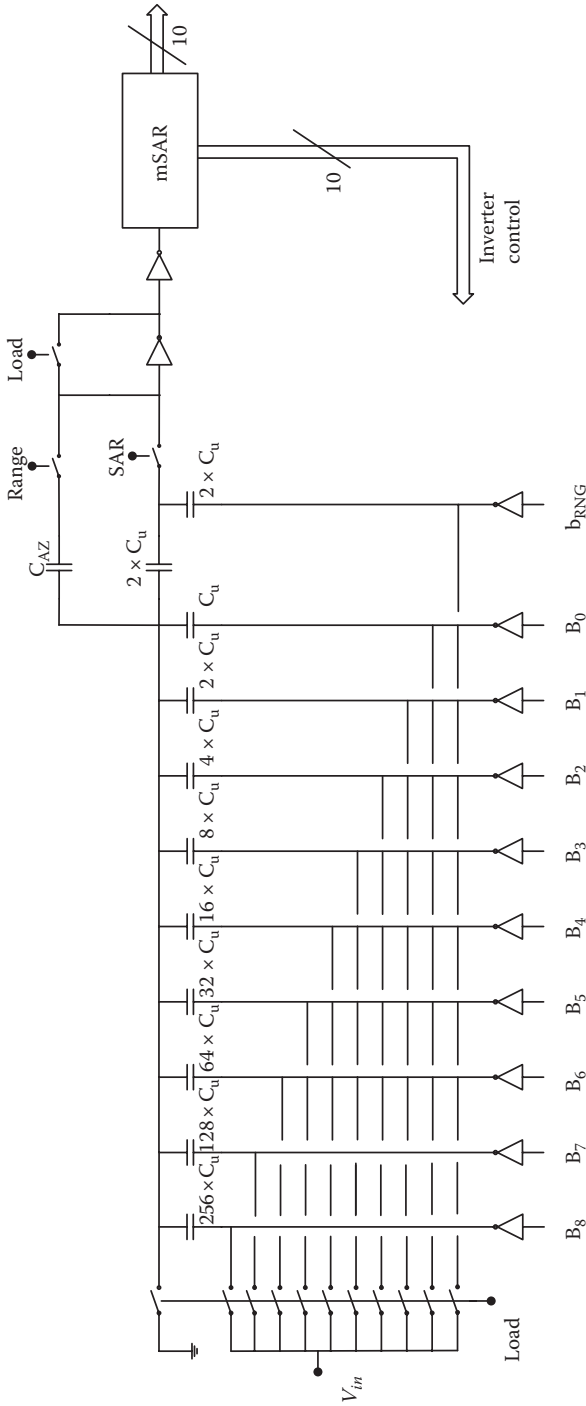 10
mSAR
10
Inverter
control
Load
Range
SAR
C_AZ
2 × C_u
2 × C_u
C_u
2 × C_u
4 × C_u
8 × C_u
16 × C_u
32 × C_u
64 × C_u
128 × C_u
256 × C_u
b_RNG
B_0
B_1
B_2
B_3
B_4
B_5
B_6
B_7
B_8
Load
V_in